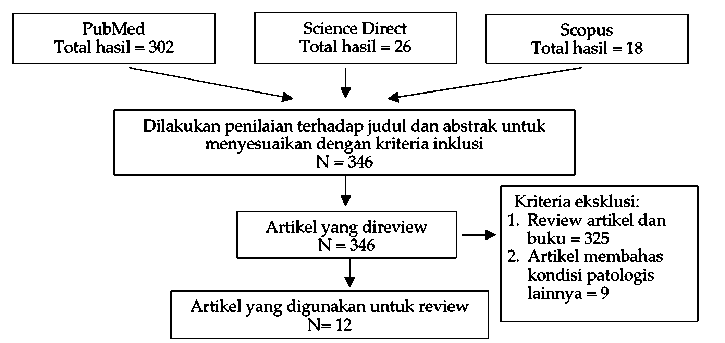 PubMed
Total hasil = 302
Science Direct
Total hasil = 26
Scopus
Total hasil = 18
Dilakukan penilaian terhadap judul dan abstrak untuk
menyesuaikan dengan kriteria inklusi
N = 346
Artikel yang direview
N = 346
Kriteria eksklusi:
1. Review artikel dan
buku = 325
2. Artikel membahas
kondisi patologis
lainnya = 9
Artikel yang digunakan untuk review
N= 12